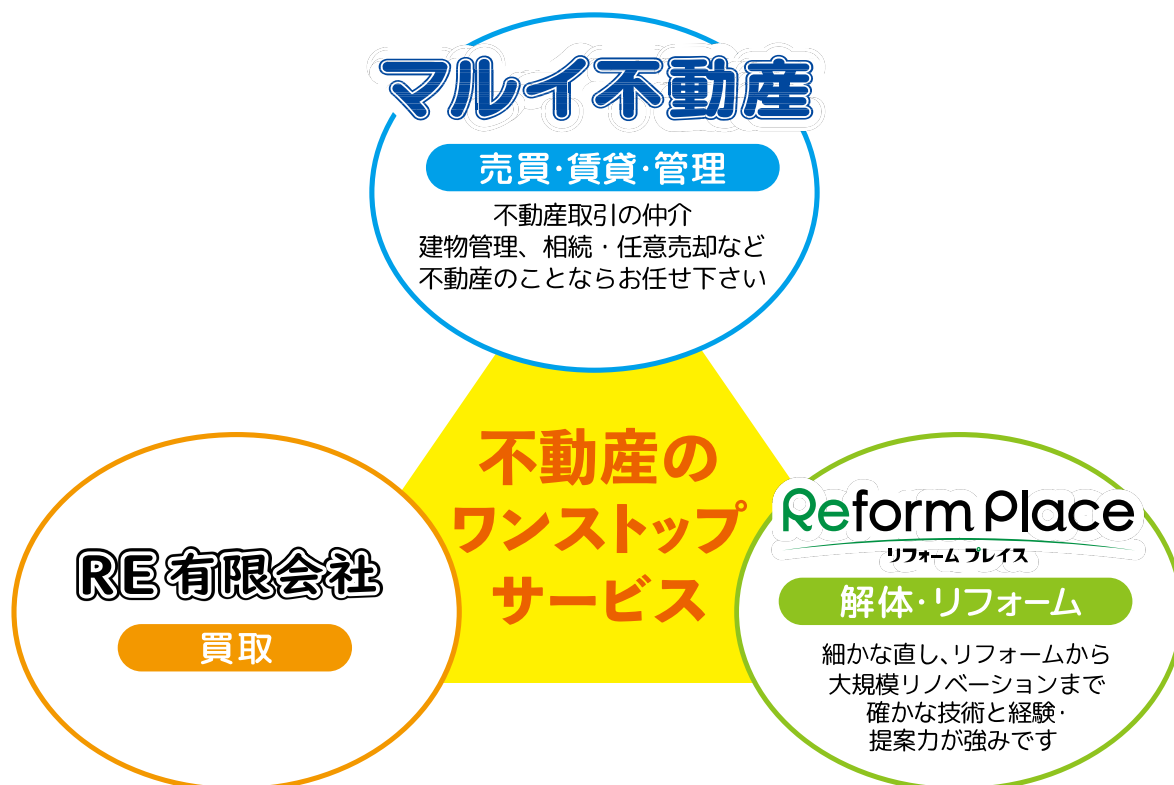 マルイ不動産
売買・賃貸・管理
不動産取引の仲介
建物管理、相続・任意売却など
不動産のことならお任せ下さい
不動産の
ワンストップ
サービス
RE有限会社
買取
Reform Place
リフォーム プレイス
解体・リフォーム
細かな直し、リフォームから
大規模リノベーションまで
確かな技術と経験・
提案力が強みです